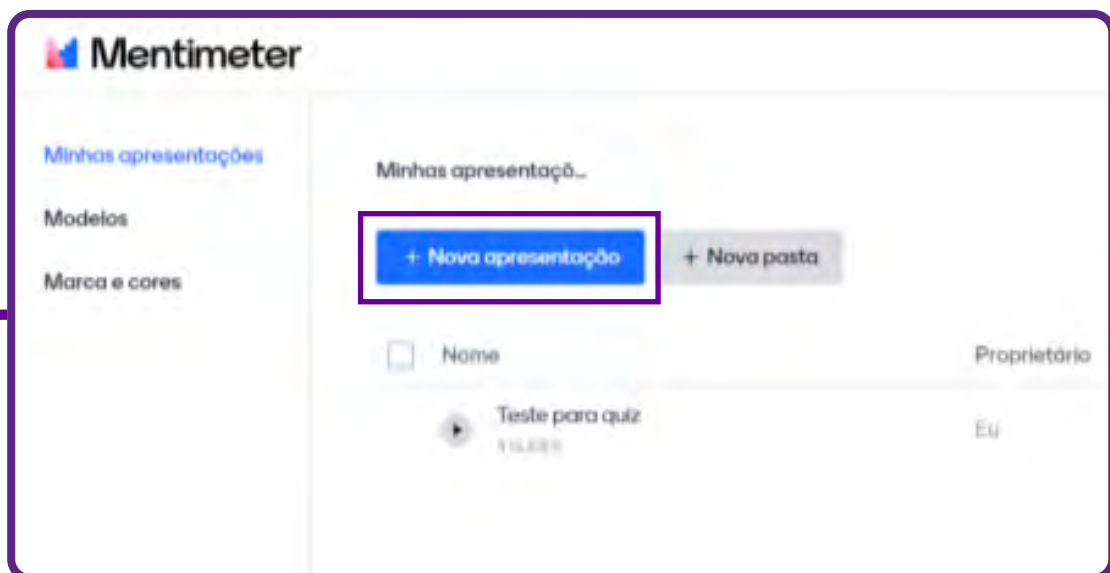 Mentimeter
Minhas apresentações
Modelos
Marca e cores
Minhas apresentaçõ...
+ Nova apresentação
+ Nova pasta
Nome
Proprietário
Teste para quiz
Eu